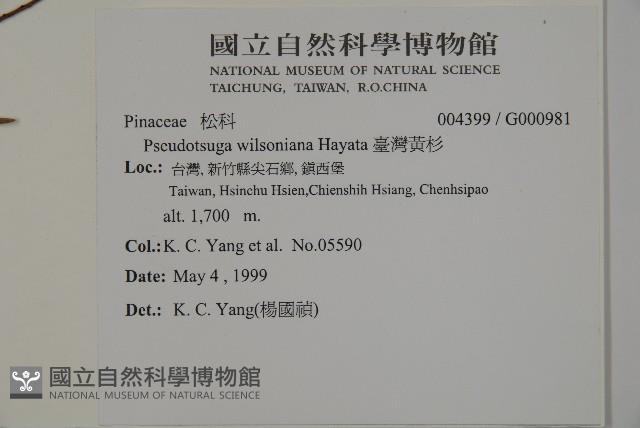 國立自然科學博物館
NATIONAL MUSEUM OF NATURAL SCIENCE
TAICHUNG, TAIWAN, R.O.CHINA
Pinaceae 松科 004399 / G000981
Pseudotsuga wilsoniana Hayata 臺灣黃杉
Loc.: 台灣, 新竹縣尖石鄉, 鎮西堡
Taiwan, Hsinchu Hsien,Chienshih Hsiang, Chenhsipao
alt. 1,700 m.
Col.: K. C. Yang et al. No.05590
Date: May 4 , 1999
Det.: K. C. Yang(楊國禎)
國立自然科學博物館
NATIONAL MUSEUM OF NATURAL SCIENCE